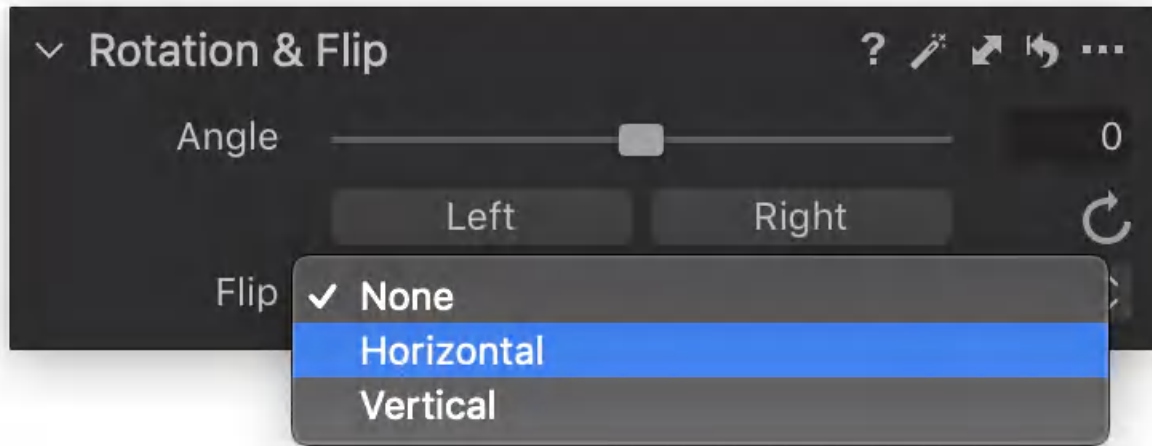 Rotation & Flip ? ...
Angle 0
Left Right
Flip ✓ None
Horizontal
Vertical